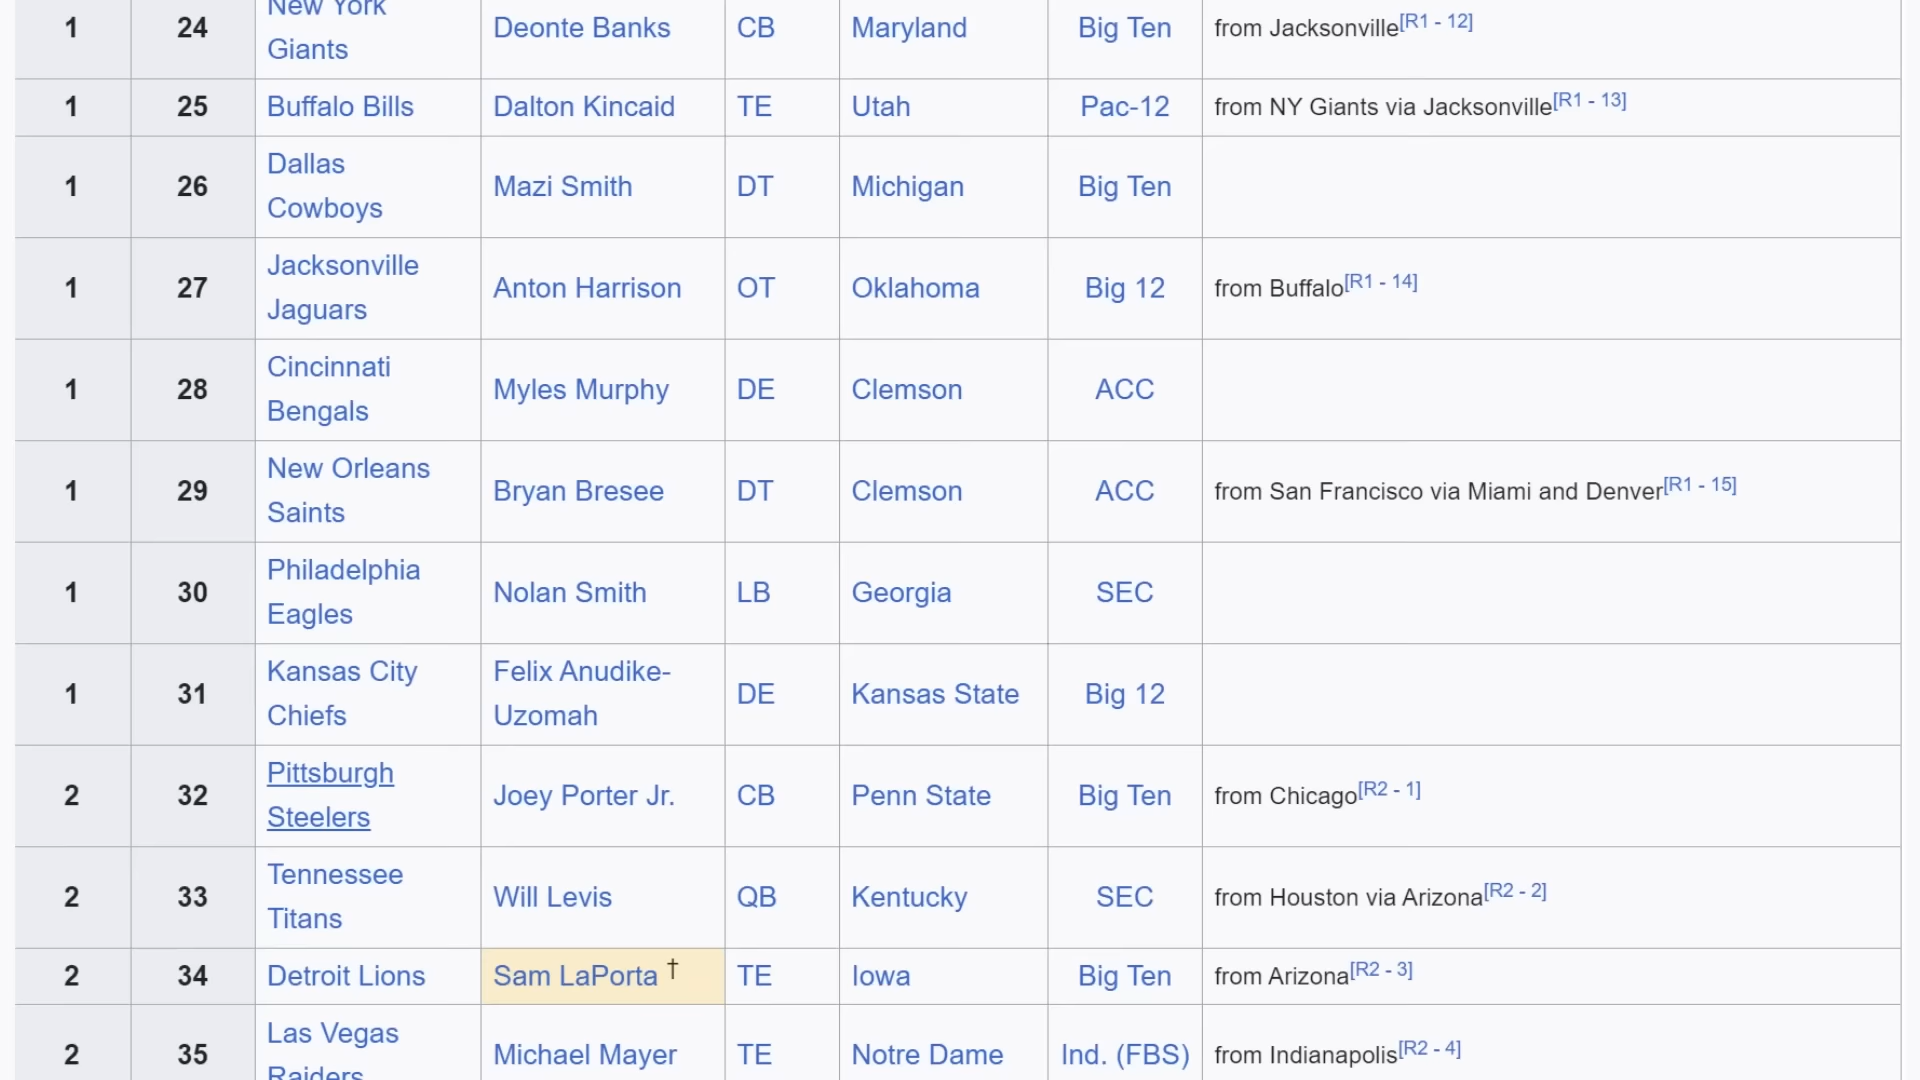 New York
1 24 Deonte Banks CB Maryland Big Ten from Jacksonville[R1 - 12]
Giants
1 25 Buffalo Bills Dalton Kincaid TE Utah Pac-12 from NY Giants via Jacksonville[R1 - 13]
Dallas
1 26 Mazi Smith DT Michigan Big Ten
Cowboys
Jacksonville
1 27 Anton Harrison OT Oklahoma Big 12 from Buffalo[R1 - 14]
Jaguars
Cincinnati
1 28 Myles Murphy DE Clemson ACC
Bengals
New Orleans
1 29 Bryan Bresee DT Clemson ACC from San Francisco via Miami and Denver[R1 - 15]
Saints
Philadelphia
1 30 Nolan Smith LB Georgia SEC
Eagles
Kansas City Felix Anudike-
1 31 DE Kansas State Big 12
Chiefs Uzomah
Pittsburgh
2 32 Joey Porter Jr. CB Penn State Big Ten from Chicago[R2 - 1]
Steelers
Tennessee
2 33 Will Levis QB Kentucky SEC from Houston via Arizona[R2 - 2]
Titans
2 34 Detroit Lions Sam LaPorta † TE Iowa Big Ten from Arizona[R2 - 3]
Las Vegas
2 35 Michael Mayer TE Notre Dame Ind. (FBS) from Indianapolis[R2 - 4]
Raiders